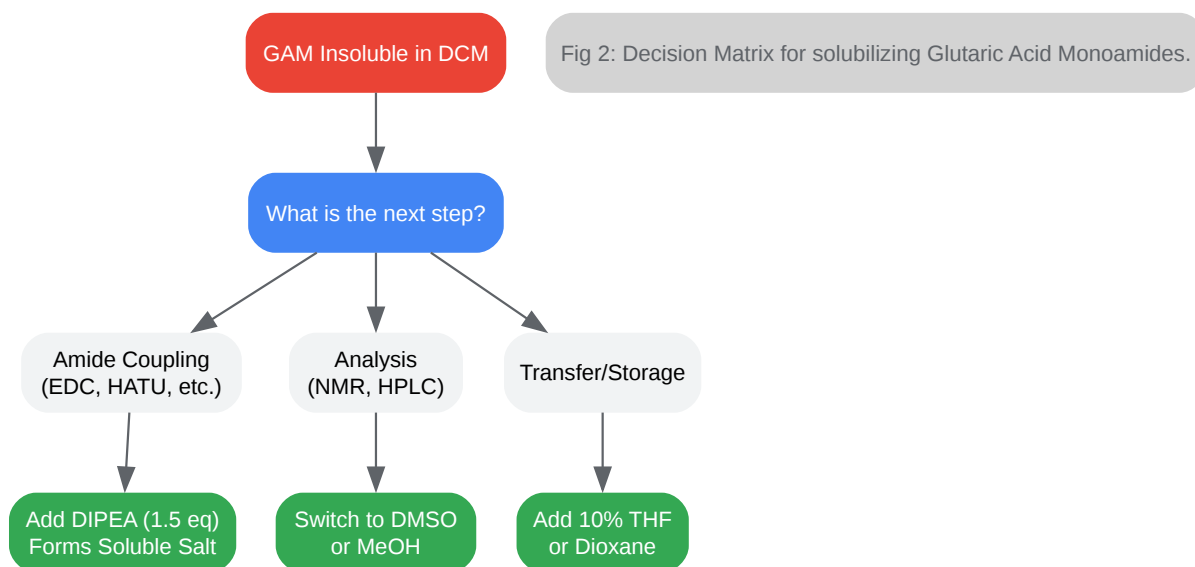 GAM Insoluble in DCM
Fig 2: Decision Matrix for solubilizing Glutaric Acid Monoamides.
What is the next step?
Amide Coupling
(EDC, HATU, etc.)
Analysis
(NMR, HPLC)
Transfer/Storage
Add DIPEA (1.5 eq)
Forms Soluble Salt
Switch to DMSO
or MeOH
Add 10% THF
or Dioxane